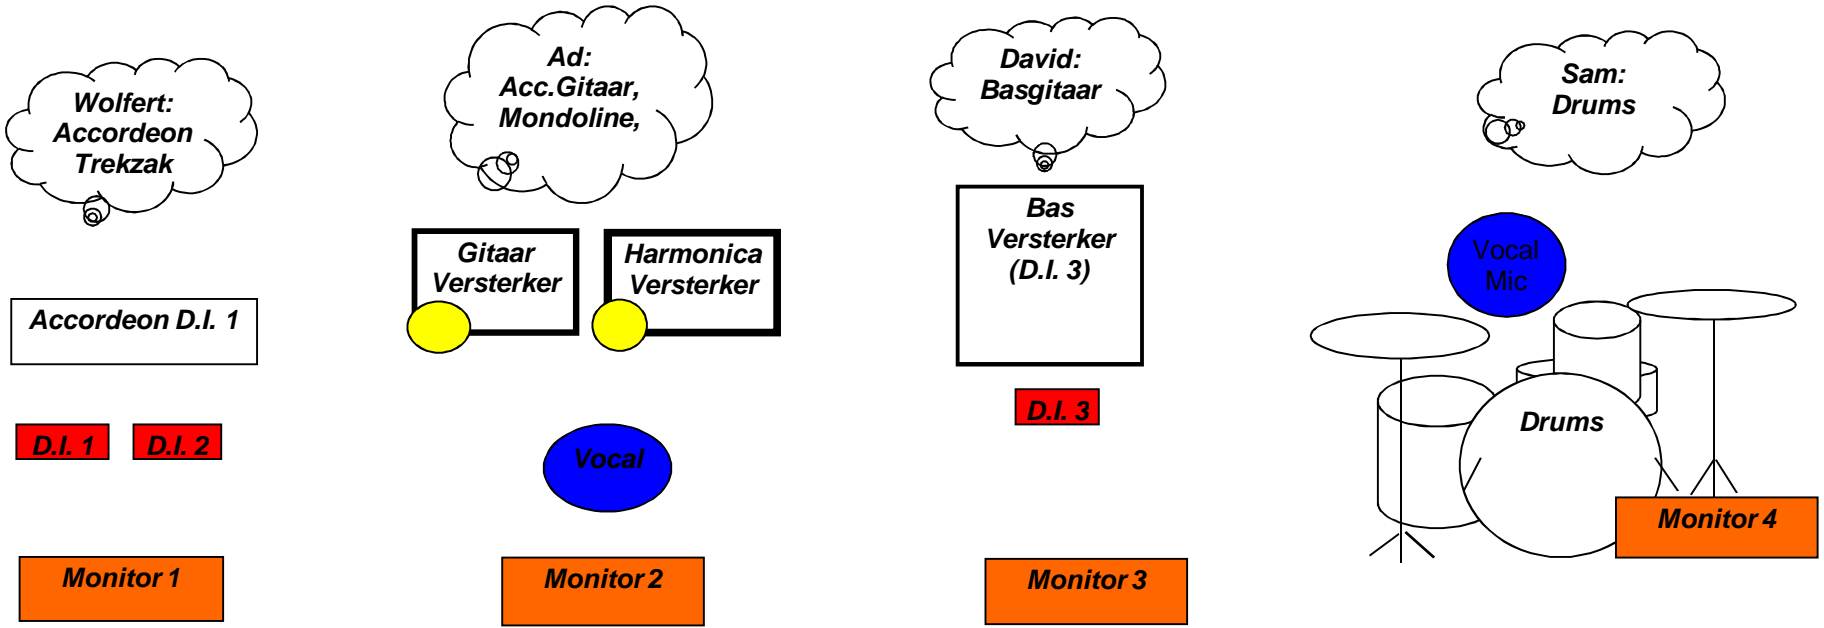 Wolfert:
Accordeon
Trekzak
Ad:
Acc.Gitaar,
Mondoline,
David:
Basgitaar
Sam:
Drums
Gitaar
Versterker
Harmonica
Versterker
Bas
Versterker
(D.I. 3)
Vocal
Mic
Accordeon D.I. 1
D.I. 1
D.I. 2
Vocal
D.I. 3
Drums
Monitor 1
Monitor 2
Monitor 3
Monitor 4